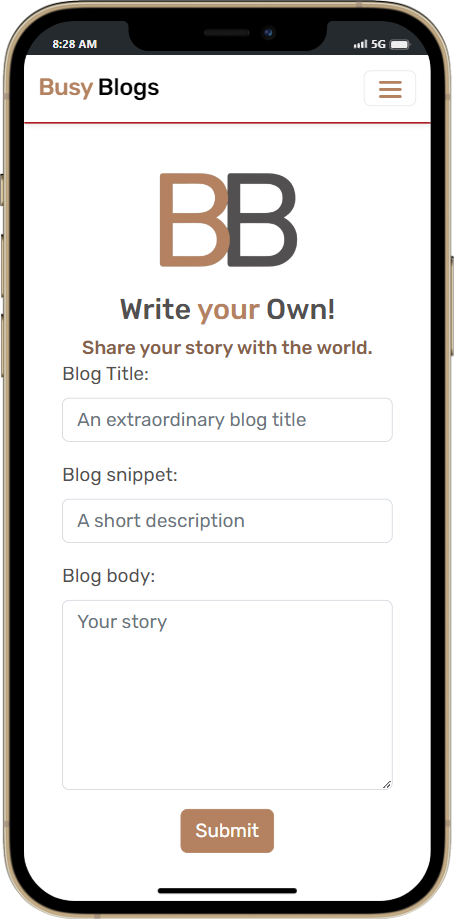 8:28 AM
5G
Busy Blogs
BB
Write your Own!
Share your story with the world.
Blog Title:
An extraordinary blog title
Blog snippet:
A short description
Blog body:
Your story
Submit